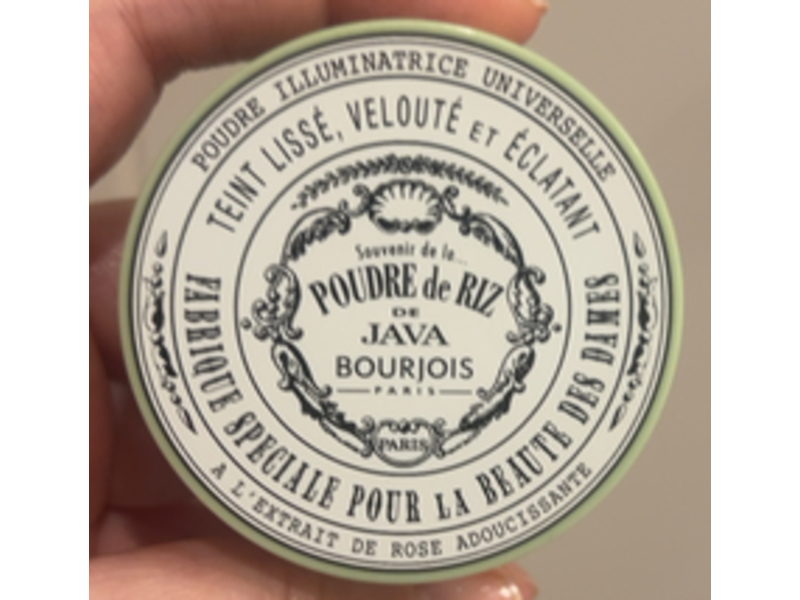 POUDRE ILLUMINATRICE UNIVERSELLE
TEINT LISSÉ, VELOUTÉ ET ÉCLATANT
Souvenir de la...
POUDRE de RIZ
DE
JAVA
BOURJOIS
PARIS
PARIS
FABRIQUE SPECIALE POUR LA BEAUTE DES DAMES
A L'EXTRAIT DE ROSE ADOUCISSANTE